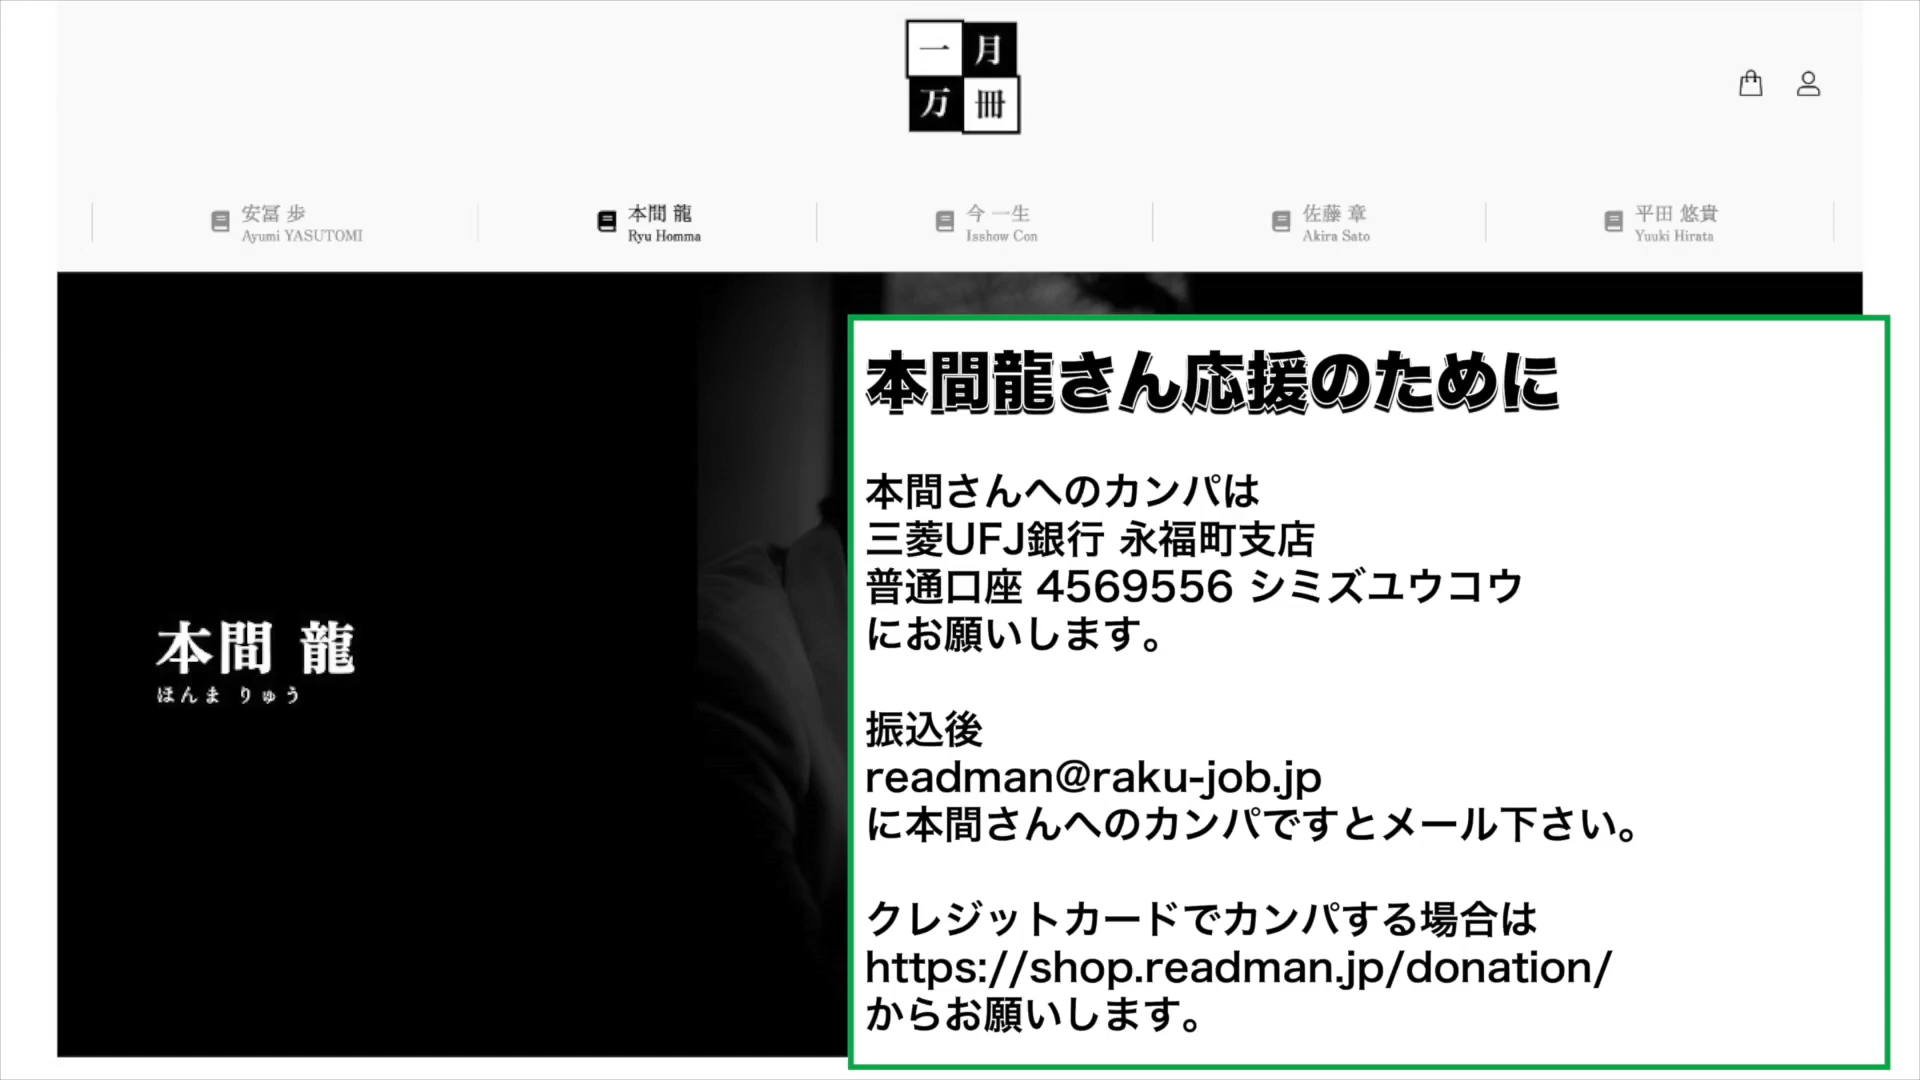 一月
万冊
安冨 歩
Ayumi YASUTOMI
本間 龍
Ryu Homma
今 一生
Isshow Con
佐藤 章
Akira Sato
平田 悠貴
Yuuki Hirata
本間 龍
ほんま りゅう
本間龍さん応援のために
本間さんへのカンパは
三菱UFJ銀行 永福町支店
普通口座 4569556 シミズユウコウ
にお願いします。
振込後
readman@raku-job.jp
に本間さんへのカンパですとメール下さい。
クレジットカードでカンパする場合は
https://shop.readman.jp/donation/
からお願いします。